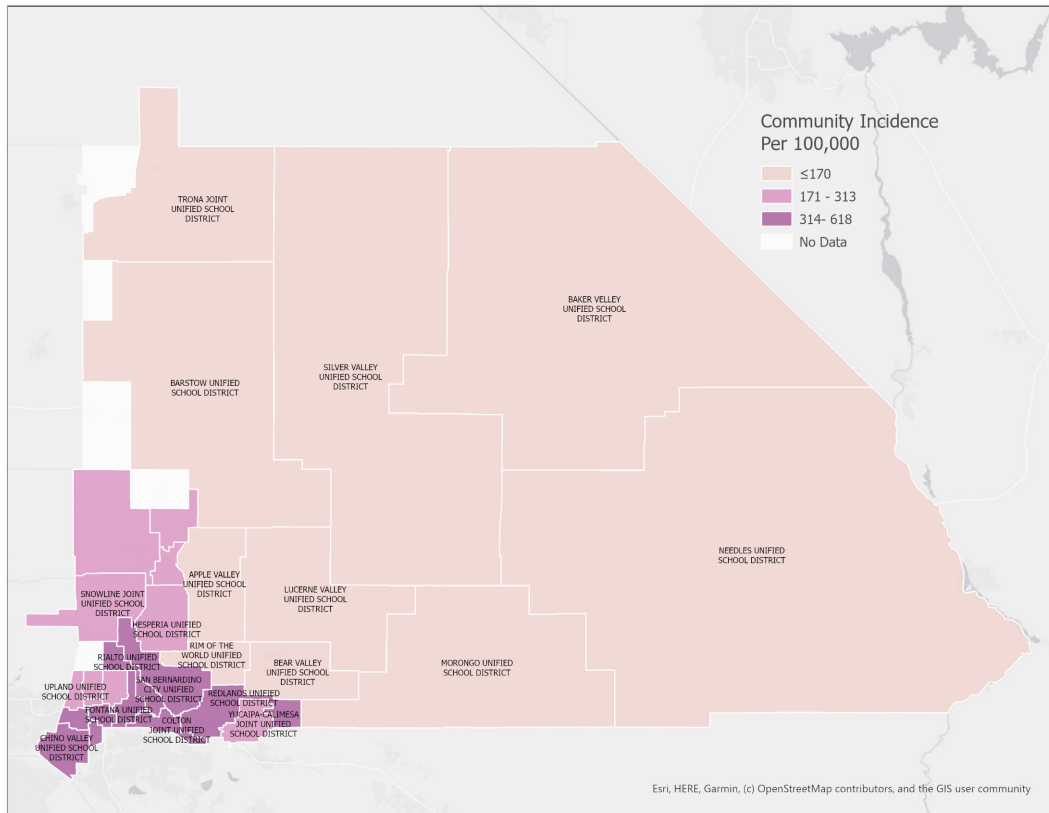 Community Incidence
Per 100,000
≤170
171 - 313
314- 618
No Data
TRONA JOINT
UNIFIED SCHOOL
DISTRICT
BAKER VELLEY
UNIFIED SCHOOL
DISTRICT
SILVER VALLEY
UNIFIED SCHOOL
DISTRICT
BARSTOW UNIFIED
SCHOOL DISTRICT
NEEDLES UNIFIED
SCHOOL DISTRICT
APPLE VALLEY
UNIFIED SCHOOL
DISTRICT
LUCERNE VALLEY
UNIFIED SCHOOL
DISTRICT
SNOWLINE JOINT
UNIFIED SCHOOL
DISTRICT
HESPERIA UNIFIED
SCHOOL DISTRICT
RIM OF THE
WORLD UNIFIED
SCHOOL DISTRICT
RIALTO UNIFIED
SCHOOL DISTRICT
BEAR VALLEY
UNIFIED SCHOOL
DISTRICT
MORONGO UNIFIED
SCHOOL DISTRICT
SAN BERNARDINO
CITY UNIFIED
SCHOOL DISTRICT
UPLAND UNIFIED
SCHOOL DISTRICT
REDLANDS UNIFIED
SCHOOL DISTRICT
FONTANA UNIFIED
SCHOOL DISTRICT
YUCAIPA-CALIMESA
JOINT UNIFIED
SCHOOL DISTRICT
COLTON
JOINT UNIFIED
SCHOOL DISTRICT
CHINO VALLEY
UNIFIED SCHOOL
DISTRICT
Esri, HERE, Garmin, (c) OpenStreetMap contributors, and the GIS user community